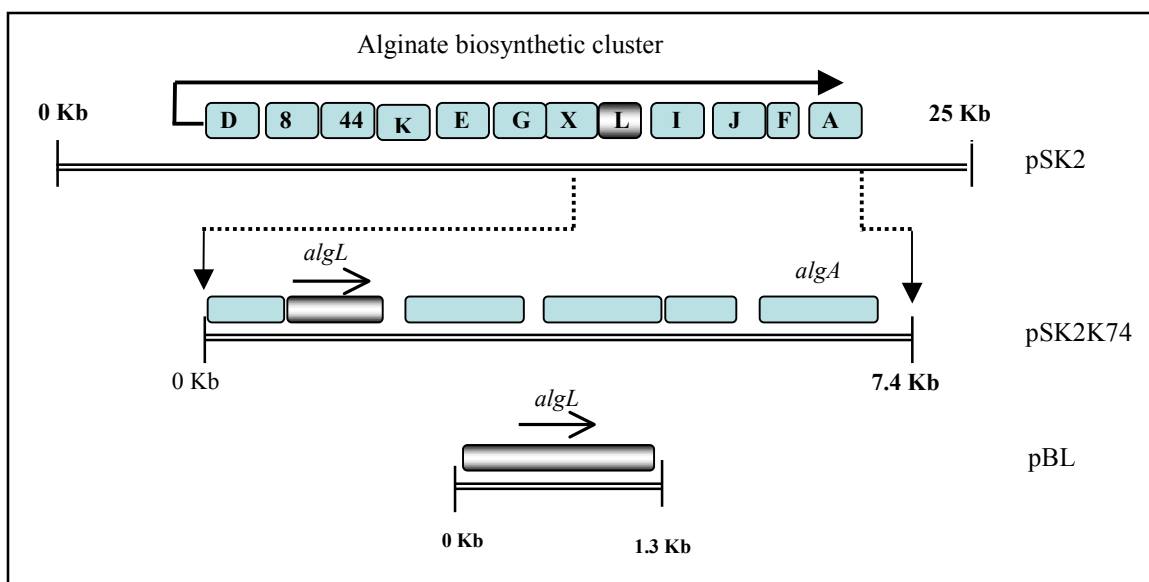 Alginate biosynthetic cluster
0 Kb
25 Kb
D 8 44 K E G X L I J F A
pSK2
algL
algA
pSK2K74
0 Kb
7.4 Kb
algL
pBL
0 Kb
1.3 Kb